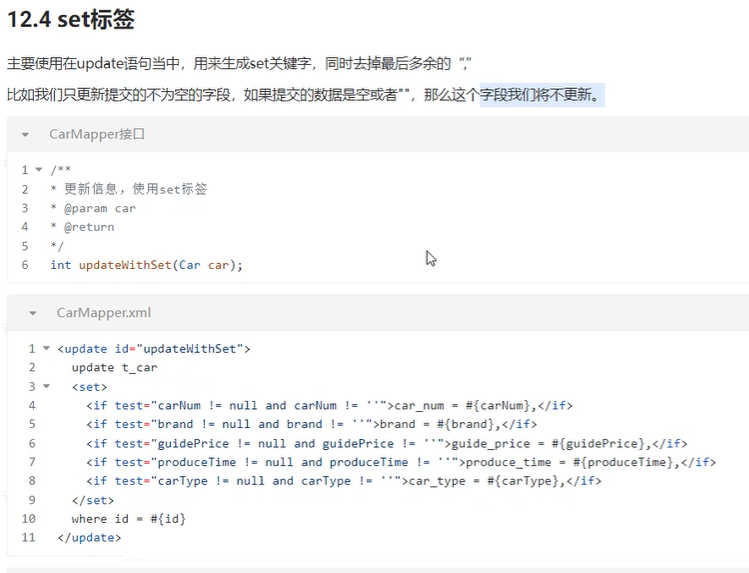 12.4 set标签
主要使用在update语句当中，用来生成set关键字，同时去掉最后多余的“,”
比如我们只更新提交的不为空的字段，如果提交的数据是空或者""，那么这个字段我们将不更新。
CarMapper接口
1 /**
2 * 更新信息，使用set标签
3 * @param car
4 * @return
5 */
6 int updateWithSet(Car car);
CarMapper.xml
1 <update id="updateWithSet">
2 update t_car
3 <set>
4 <if test="carNum != null and carNum != ''">car_num = #{carNum},</if>
5 <if test="brand != null and brand != ''">brand = #{brand},</if>
6 <if test="guidePrice != null and guidePrice != ''">guide_price = #{guidePrice},</if>
7 <if test="produceTime != null and produceTime != ''">produce_time = #{produceTime},</if>
8 <if test="carType != null and carType != ''">car_type = #{carType},</if>
9 </set>
10 where id = #{id}
11 </update>